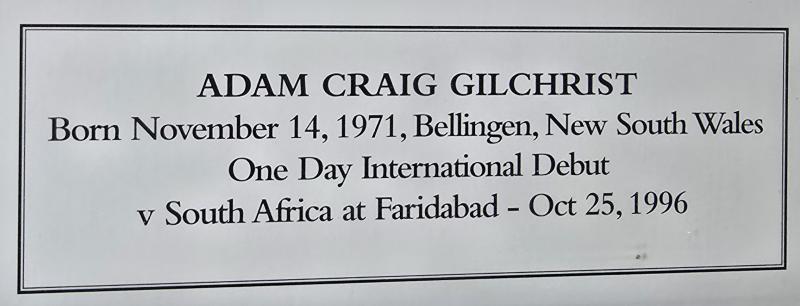 ADAM CRAIG GILCHRIST
Born November 14, 1971, Bellingen, New South Wales
One Day International Debut
v South Africa at Faridabad – Oct 25, 1996